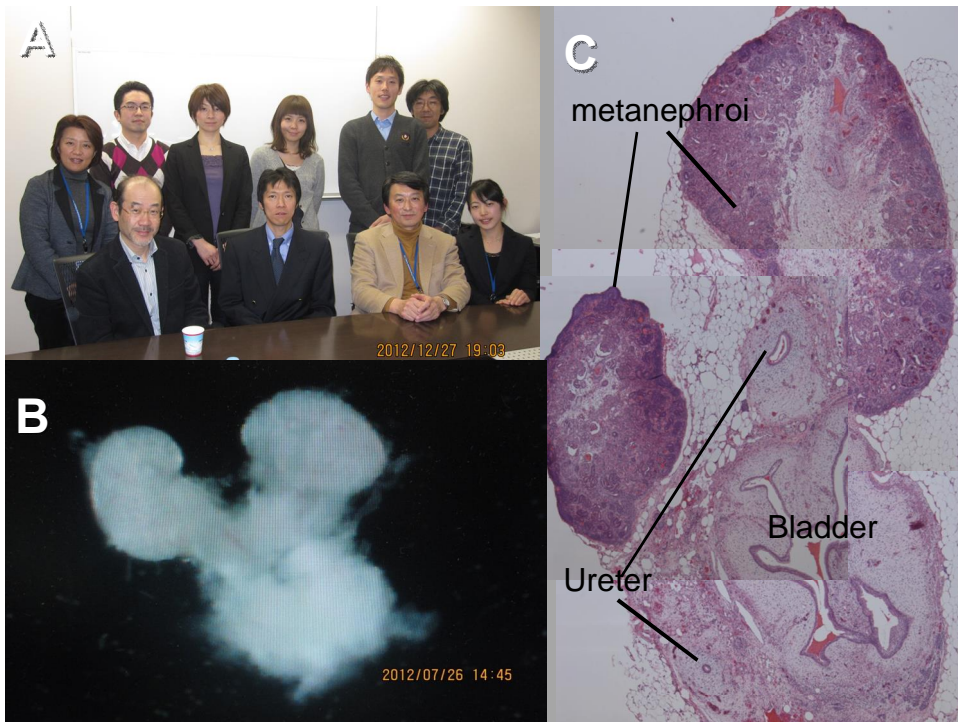 A
2012/12/27 19:03
B
2012/07/26 14:45
C
metanephroi
Bladder
Ureter